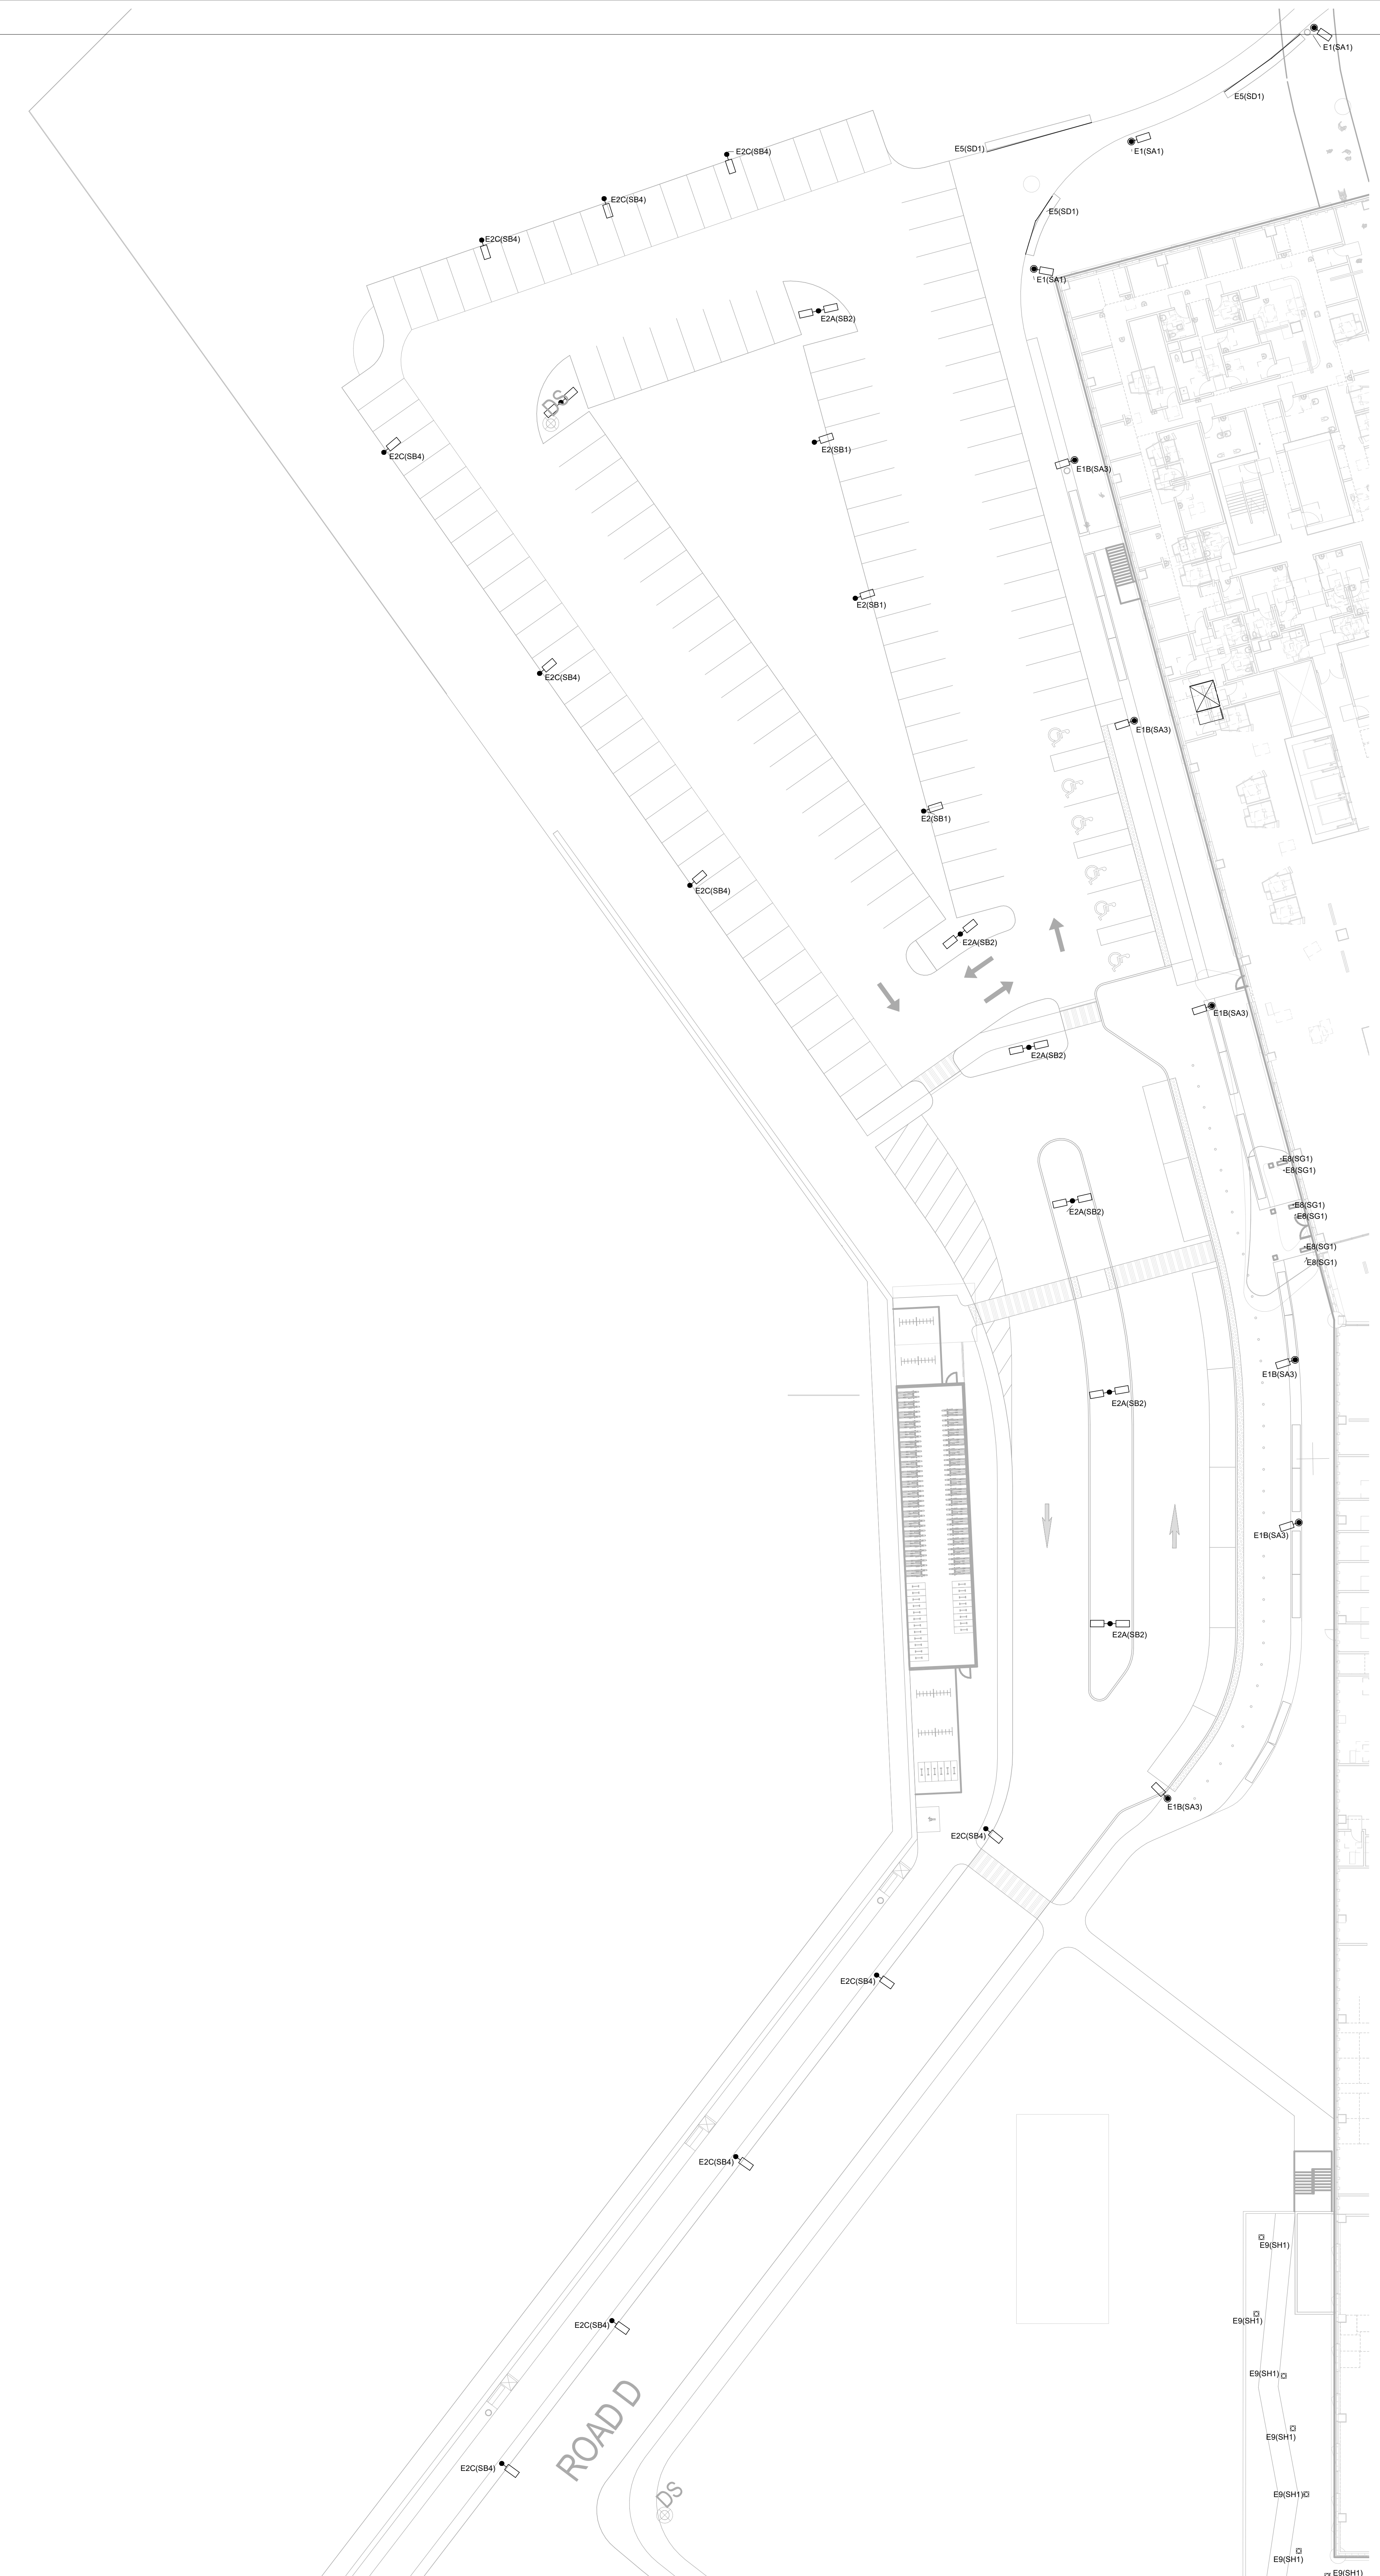 E1(SA1)
E5(SD1)
E5(SD1)
E1(SA1)
E2C(SB4)
E2C(SB4)
E5(SD1)
E2C(SB4)
E1(SA1)
E2A(SB2)
DS
E2(SB1)
E2C(SB4)
E1B(SA3)
E2(SB1)
E2C(SB4)
E1B(SA3)
E2(SB1)
E2C(SB4)
E2A(SB2)
E1B(SA3)
E2A(SB2)
E8(SG1)
E8(SG1)
E8(SG1)
E2A(SB2)
E8(SG1)
E8(SG1)
E8(SG1)
E1B(SA3)
E2A(SB2)
E1B(SA3)
E2A(SB2)
E1B(SA3)
E2C(SB4)
E2C(SB4)
E2C(SB4)
E9(SH1)
E9(SH1)
E2C(SB4)
E9(SH1)
ROAD D
E9(SH1)
E2C(SB4)
DS
E9(SH1)
E9(SH1)
E9(SH1)